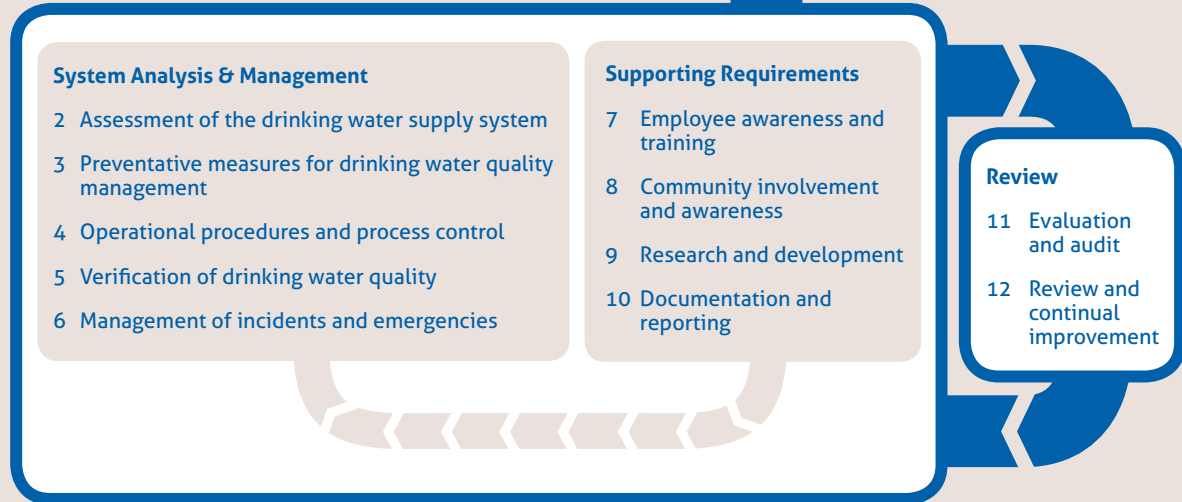 System Analysis & Management
2 Assessment of the drinking water supply system
3 Preventative measures for drinking water quality
management
4 Operational procedures and process control
5 Verification of drinking water quality
6 Management of incidents and emergencies
Supporting Requirements
7 Employee awareness and
training
8 Community involvement
and awareness
9 Research and development
10 Documentation and
reporting
Review
11 Evaluation
and audit
12 Review and
continual
improvement